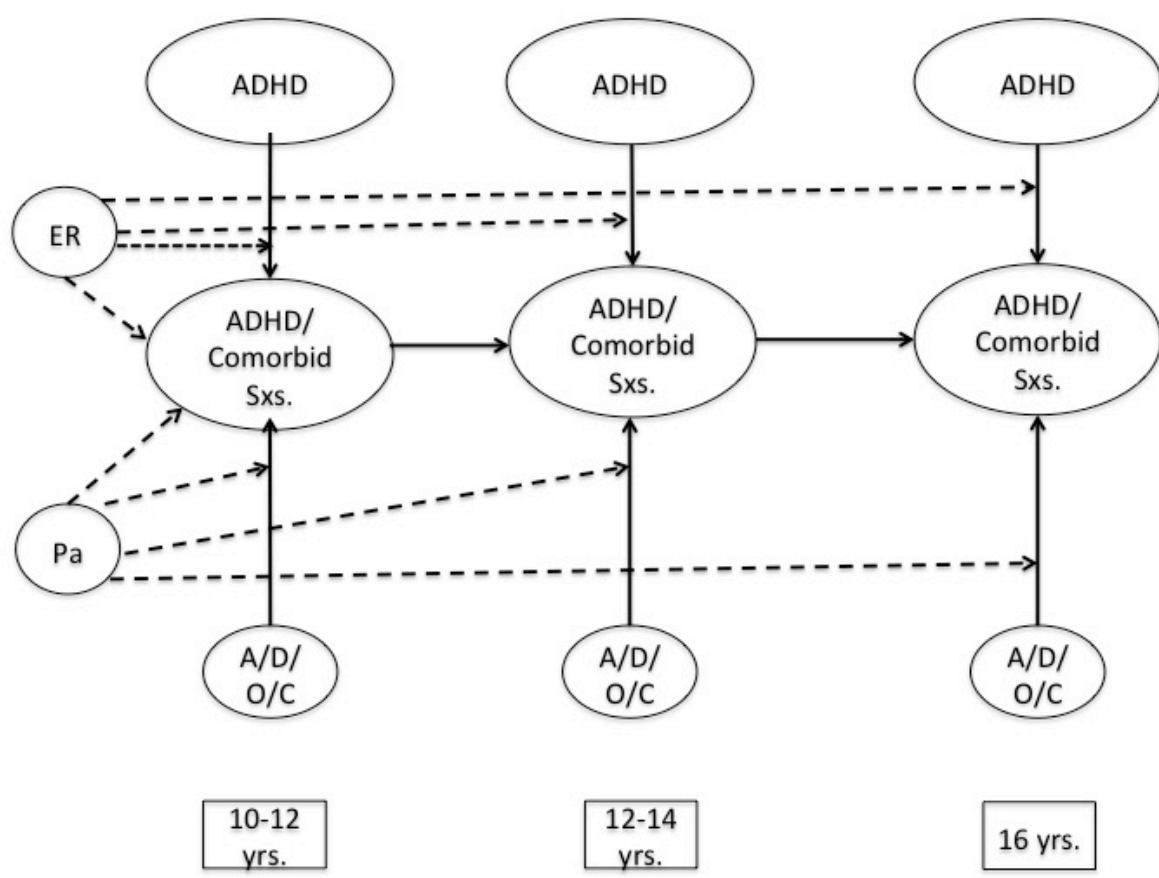 ADHD
ADHD
ADHD
ER
ADHD/
Comorbid
Sxs.
ADHD/
Comorbid
Sxs.
ADHD/
Comorbid
Sxs.
Pa
A/D/
O/C
A/D/
O/C
A/D/
O/C
10-12
yrs.
12-14
yrs.
16 yrs.